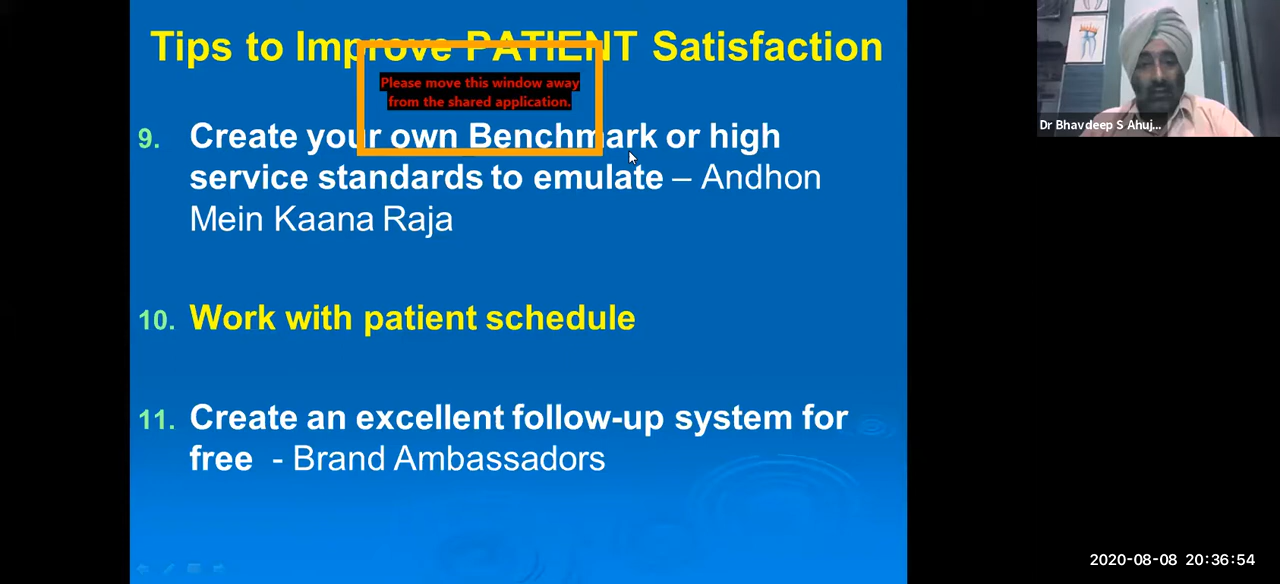 Tips to Improve PATIENT Satisfaction
Please move this window away
from the shared application.
9. Create your own Benchmark or high
service standards to emulate – Andhon
Mein Kaana Raja
10. Work with patient schedule
11. Create an excellent follow-up system for
free - Brand Ambassadors
Dr Bhavdeep S Ahuj...
2020-08-08 20:36:54